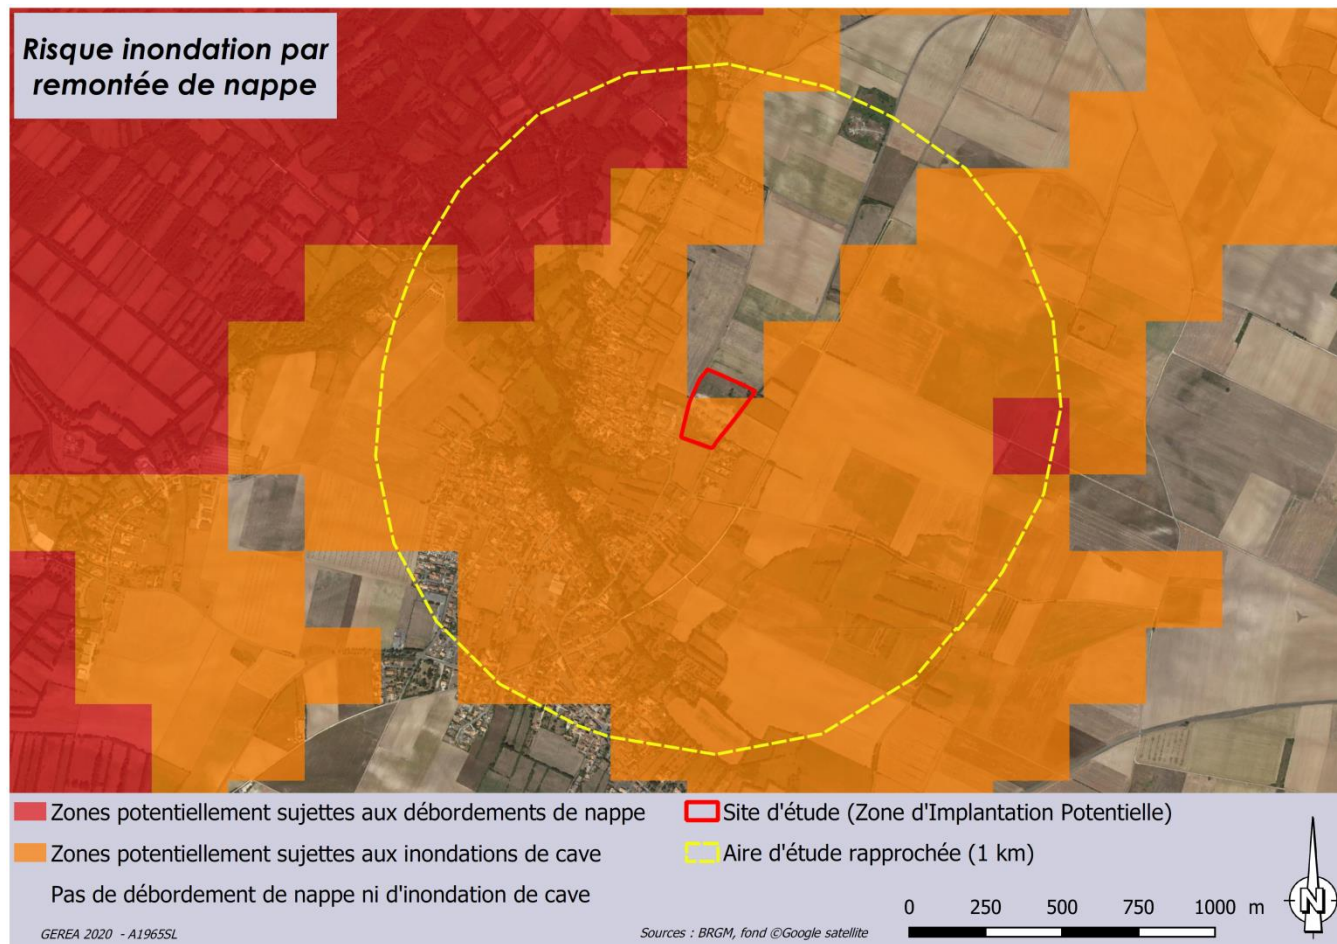 Risque inondation par
remontée de nappe
Zones potentiellement sujettes aux débordements de nappe
Zones potentiellement sujettes aux inondations de cave
Pas de débordement de nappe ni d'inondation de cave
Site d'étude (Zone d'Implantation Potentielle)
Aire d'étude rapprochée (1 km)
0 250 500 750 1000 m
N
GEREA 2020 - A1965SL
Sources : BRGM, fond ©Google satellite